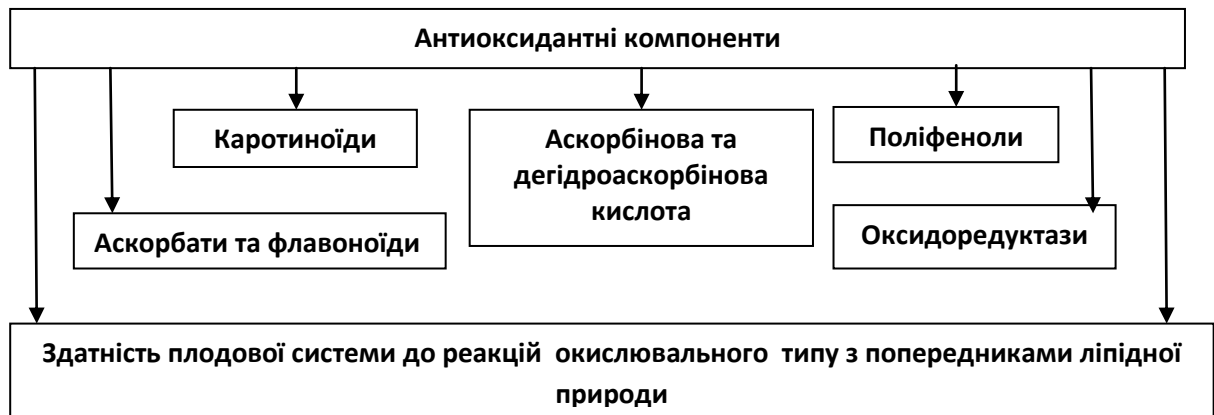 Антиоксидантні компоненти
Каротиноїди
Аскорбінова та
дегідроаскорбінова
кислота
Поліфеноли
Аскорбати та флавоноїди
Оксидоредуктази
Здатність плодової системи до реакцій окислювального типу з попередниками ліпідної
природи